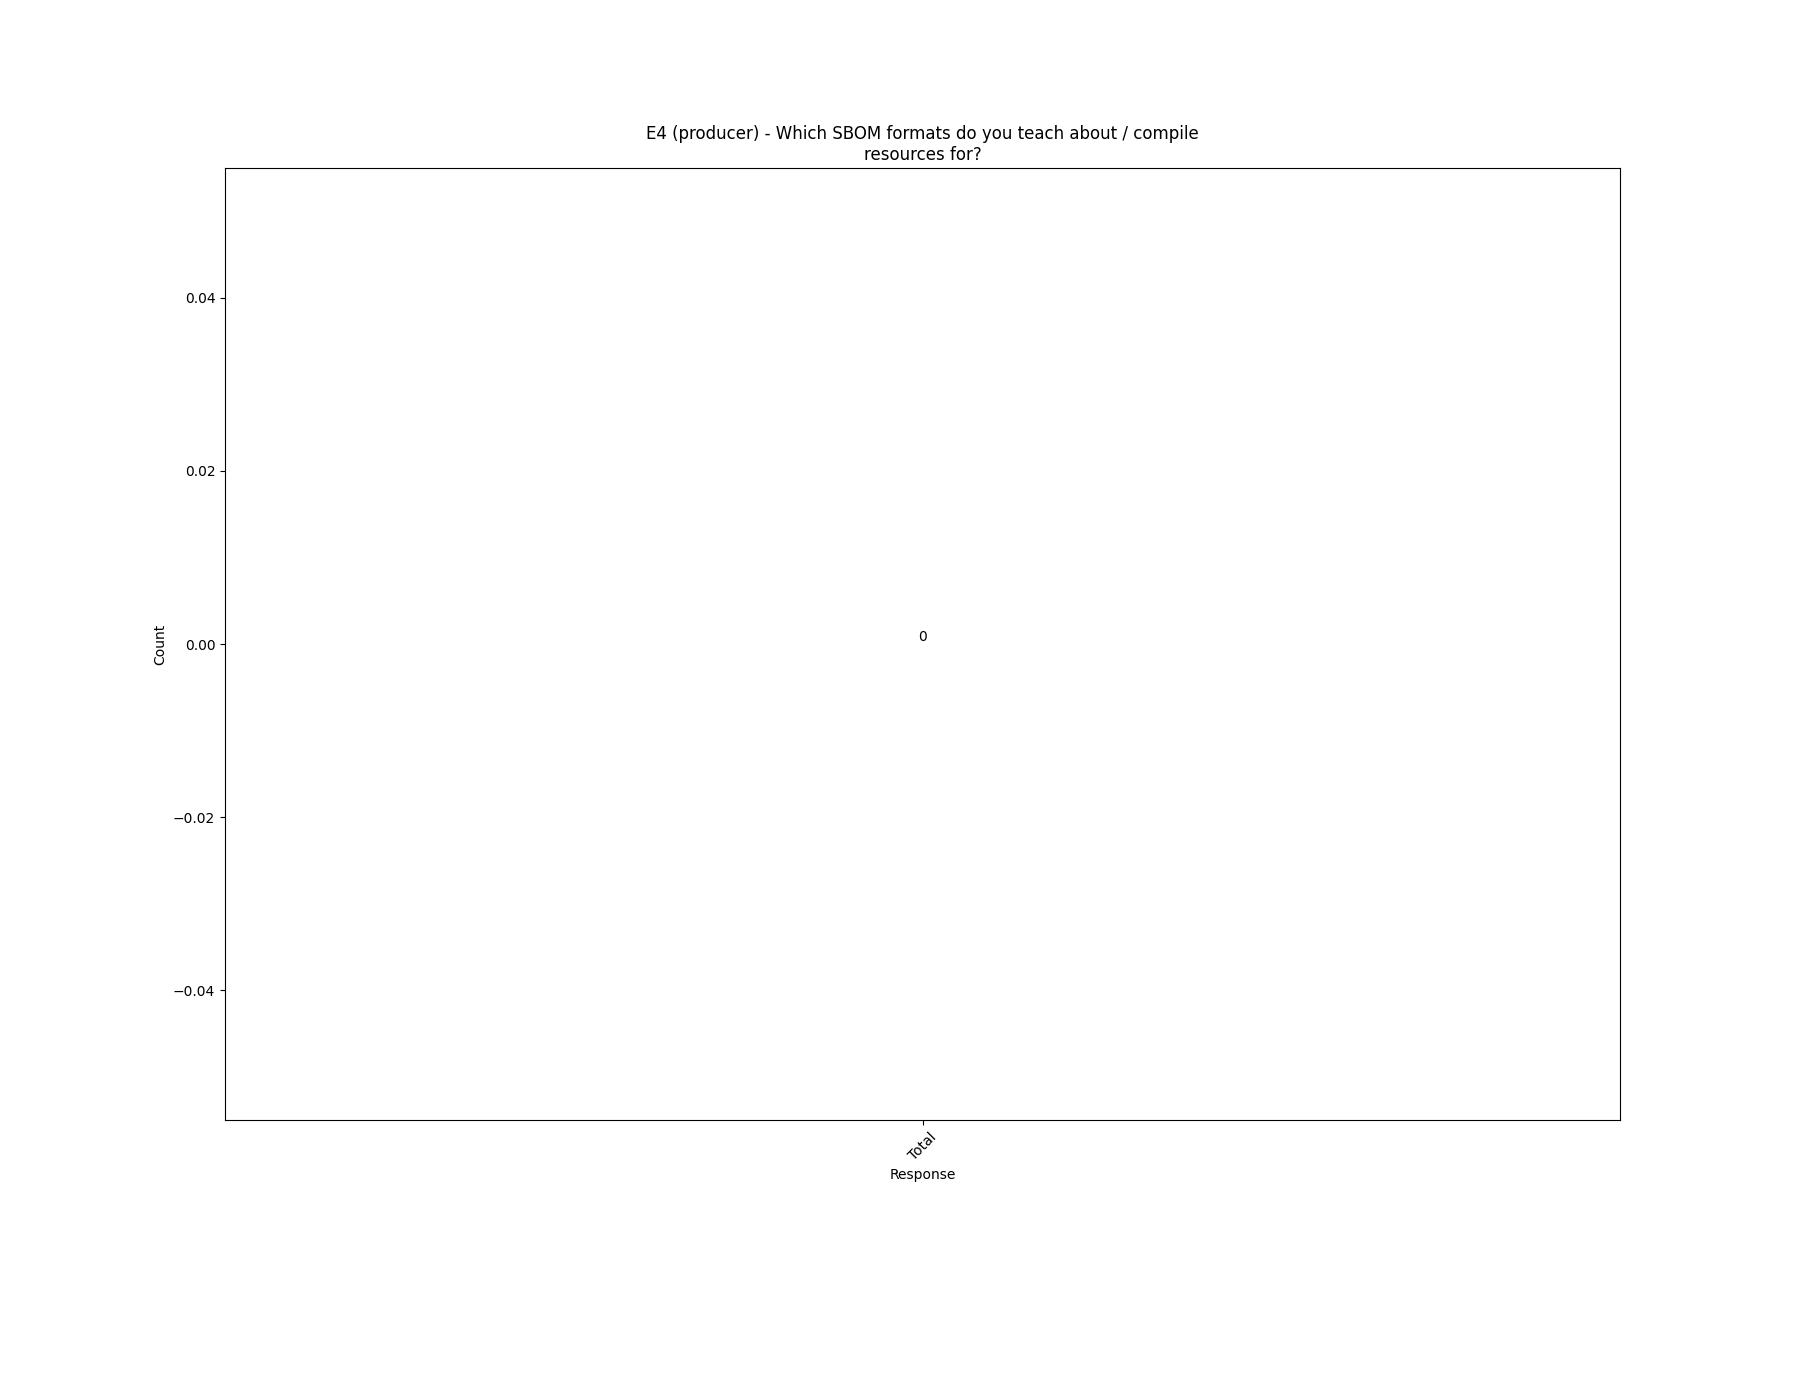 E4 (producer) - Which SBOM formats do you teach about / compile
resources for?
0.04
0.02
0.00
−0.02
−0.04
Count
0
Total
Response